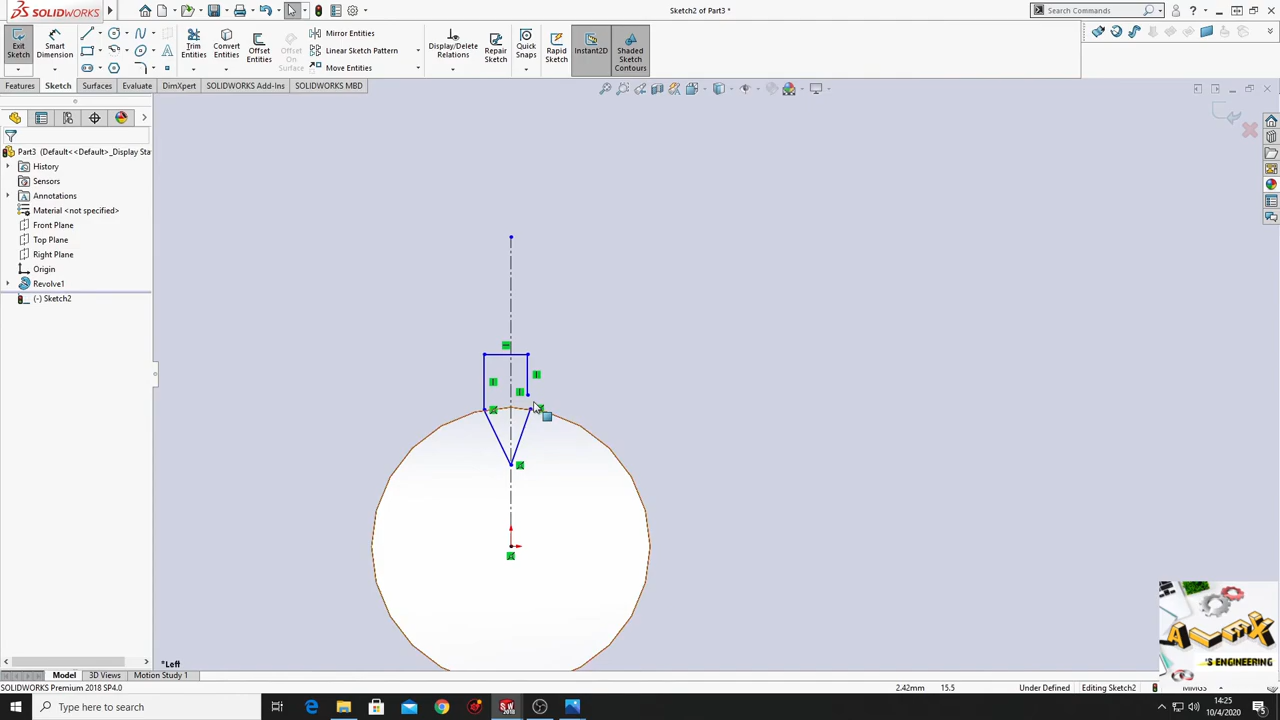 SOLIDWORKS
Sketch2 of Part3 *
Search Commands
Exit Sketch
Smart Dimension
Trim Entities
Convert Entities
Offset Entities
Offset On Surface
Mirror Entities
Linear Sketch Pattern
Move Entities
Display/Delete Relations
Repair Sketch
Quick Snaps
Rapid Sketch
Instant2D
Shaded Sketch Contours
Features
Sketch
Surfaces
Evaluate
DimXpert
SOLIDWORKS Add-Ins
SOLIDWORKS MBD
Part3 (Default<<Default>_Display Sta
History
Sensors
Annotations
Material <not specified>
Front Plane
Top Plane
Right Plane
Origin
Revolve1
(-) Sketch2
*Left
ALMX
'S ENGINEERING
Model
3D Views
Motion Study 1
SOLIDWORKS Premium 2018 SP4.0
2.42mm
15.5
Under Defined
Editing Sketch2
MMGS
Type here to search
14:25
10/4/2020